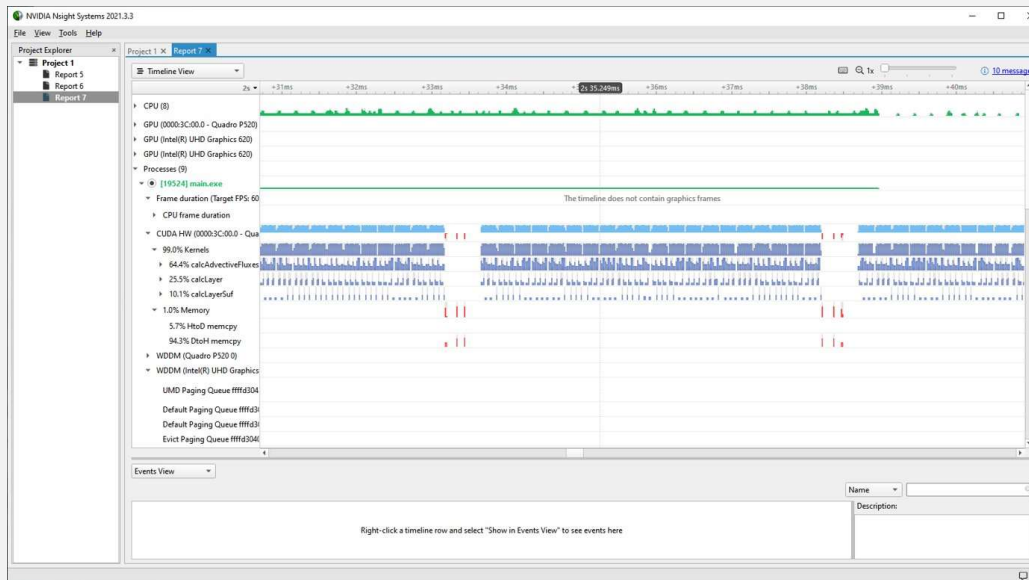 NVIDIA Nsight Systems 2021.3.3
File View Tools Help
Project Explorer ×
Project 1 × Report 7 ×
Project 1
Report 5
Report 6
Report 7
Timeline View
1x
10 message
2s
+31ms +32ms +33ms +34ms 2s 35.249ms +36ms +37ms +38ms +39ms +40ms
CPU (8)
GPU (0000:3C:00.0 - Quadro P520)
GPU (Intel(R) UHD Graphics 620)
GPU (Intel(R) UHD Graphics 620)
Processes (9)
[19524] main.exe
Frame duration (Target FPS: 60
The timeline does not contain graphics frames
CPU frame duration
CUDA HW (0000:3C:00.0 - Qua
99.0% Kernels
64.4% calcAdvectiveFluxes
25.5% calcLayer
10.1% calcLayerSuf
1.0% Memory
5.7% HtoD memcpy
94.3% DtoH memcpy
WDDM (Quadro P520 0)
WDDM (Intel(R) UHD Graphics
UMD Paging Queue ffffd304
Default Paging Queue ffffd3
Default Paging Queue ffffd3
Evict Paging Queue ffffd304
Events View
Name
Description:
Right-click a timeline row and select "Show in Events View" to see events here